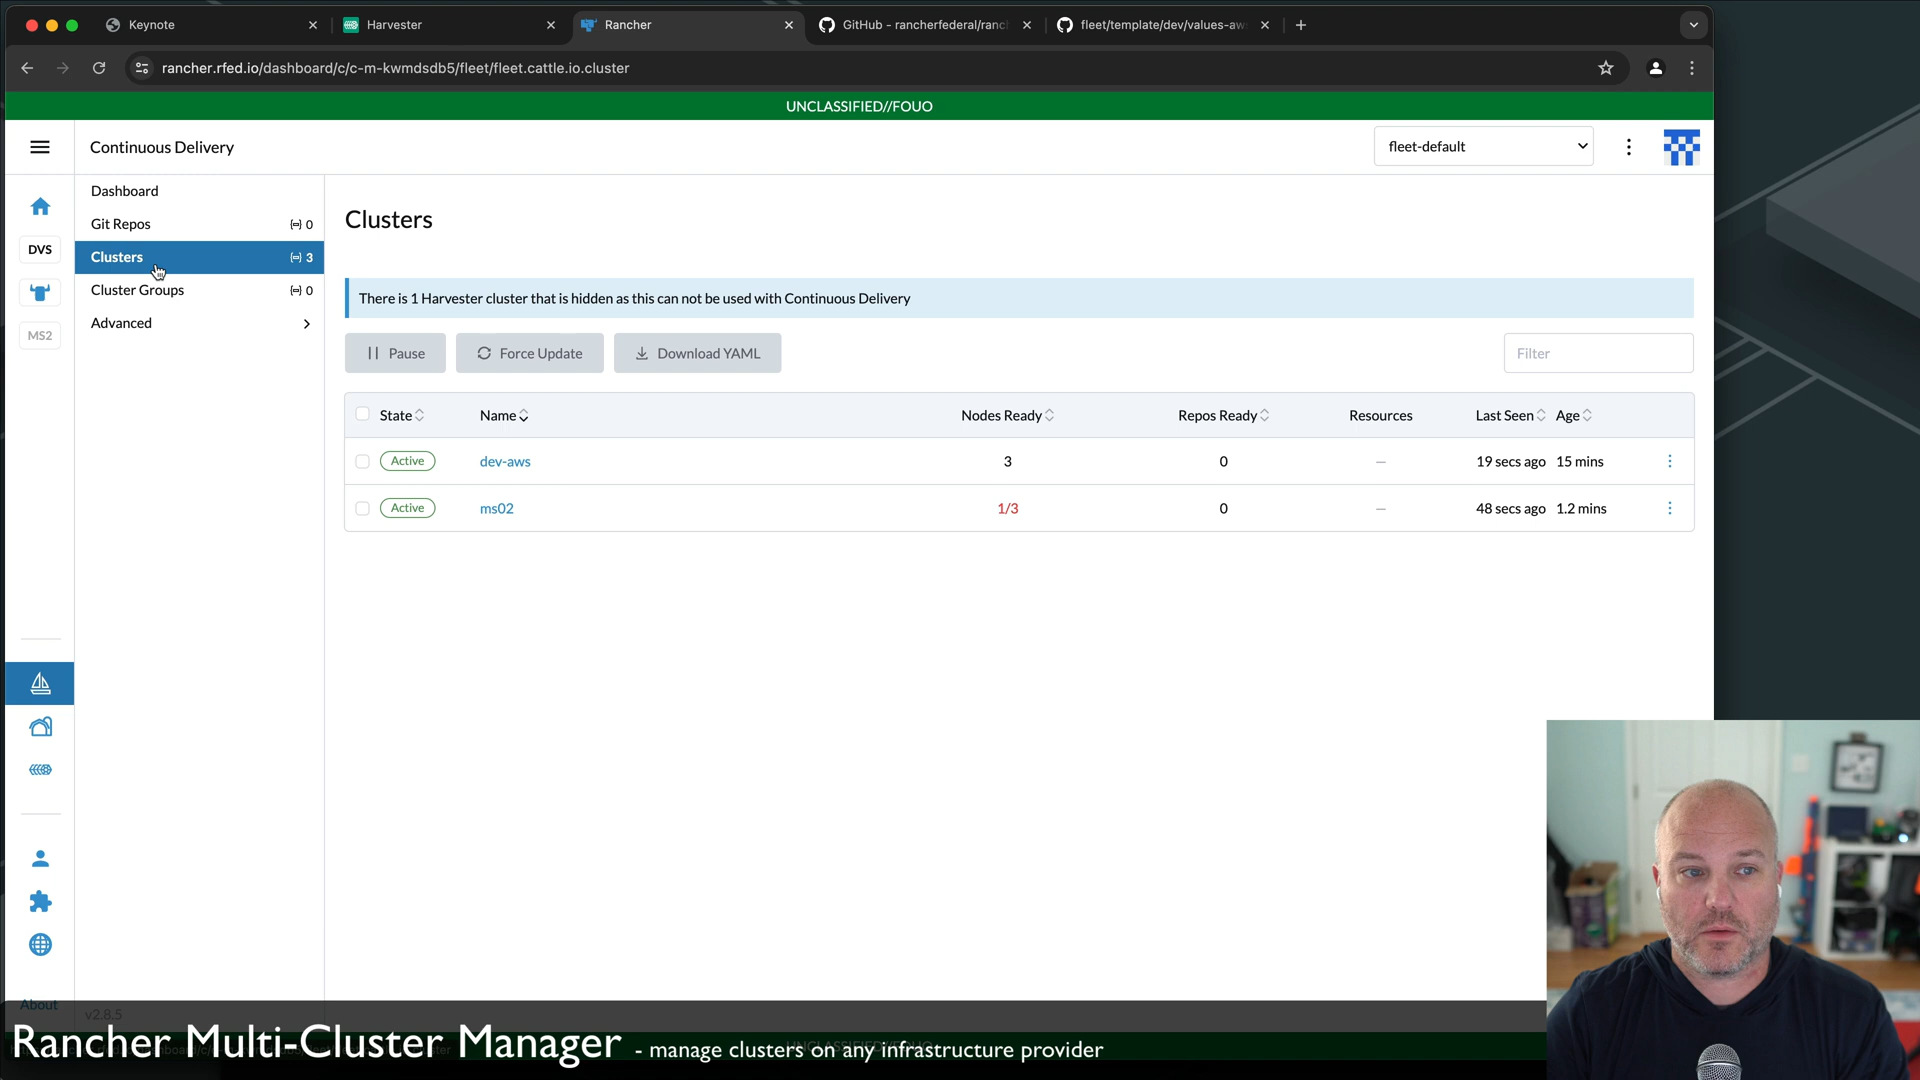 Keynote
Harvester
Rancher
GitHub - rancherfederal/ranc
fleet/template/dev/values-aw
rancher.rfed.io/dashboard/c/c-m-kwmdsdb5/fleet/fleet.cattle.io.cluster
UNCLASSIFIED//FOUO
Continuous Delivery
fleet-default
Dashboard
Git Repos 0
DVS
Clusters 3
Cluster Groups 0
MS2
Advanced
Clusters
There is 1 Harvester cluster that is hidden as this can not be used with Continuous Delivery
Pause
Force Update
Download YAML
Filter
State Name Nodes Ready Repos Ready Resources Last Seen Age
Active dev-aws 3 0 — 19 secs ago 15 mins
Active ms02 1/3 0 — 48 secs ago 1.2 mins
About
v2.8.5
UNCLASSIFIED//FOUO
Rancher Multi-Cluster Manager - manage clusters on any infrastructure provider